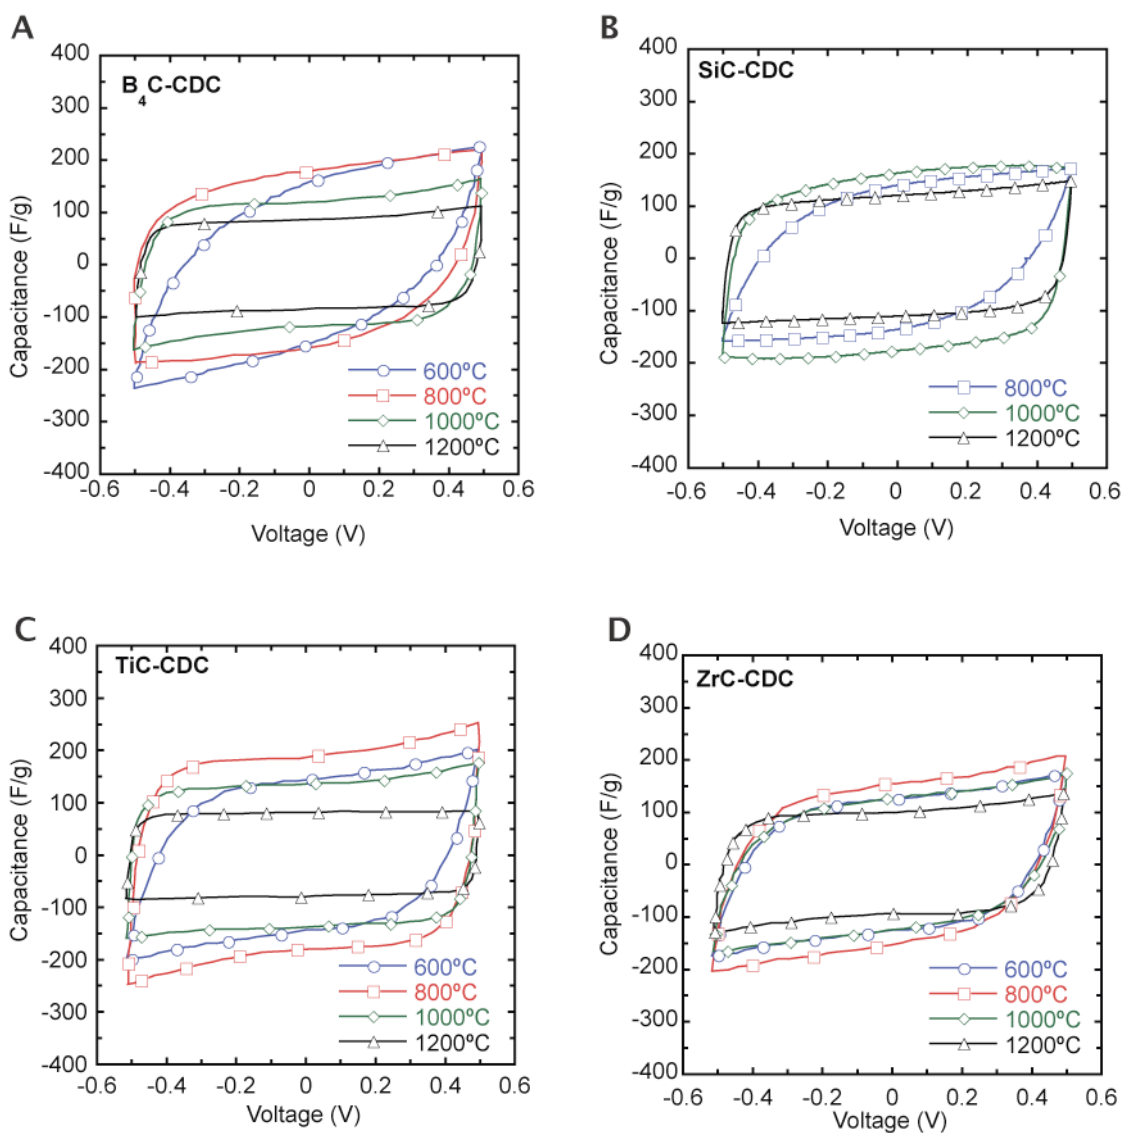 A
B₄C-CDC
Capacitance (F/g)
400
300
200
100
0
-100
-200
-300
-400
600ºC
800ºC
1000ºC
1200ºC
-0.6 -0.4 -0.2 0 0.2 0.4 0.6
Voltage (V)
B
SiC-CDC
Capacitance (F/g)
400
300
200
100
0
-100
-200
-300
-400
800ºC
1000ºC
1200ºC
-0.6 -0.4 -0.2 0 0.2 0.4 0.6
Voltage (V)
C
TiC-CDC
Capacitance (F/g)
400
300
200
100
0
-100
-200
-300
-400
600ºC
800ºC
1000ºC
1200ºC
-0.6 -0.4 -0.2 0 0.2 0.4 0.6
Voltage (V)
D
ZrC-CDC
Capacitance (F/g)
400
300
200
100
0
-100
-200
-300
-400
600ºC
800ºC
1000ºC
1200ºC
-0.6 -0.4 -0.2 0 0.2 0.4 0.6
Voltage (V)